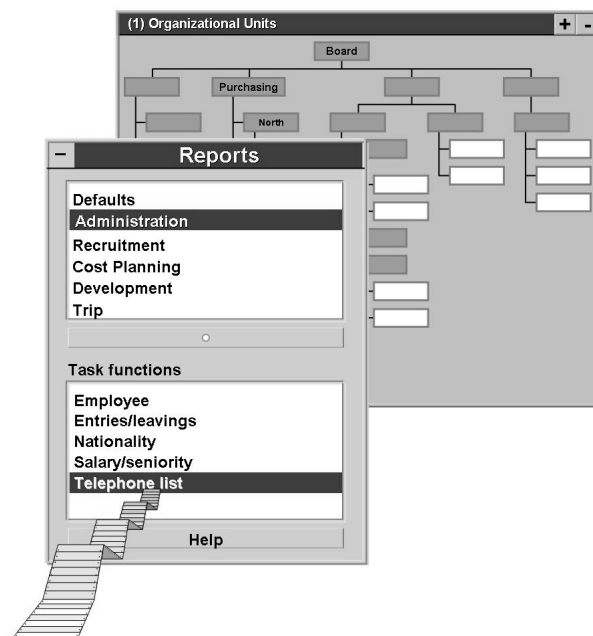 (1) Organizational Units
+ -
Board
Purchasing
North
- Reports
Defaults
Administration
Recruitment
Cost Planning
Development
Trip
Task functions
Employee
Entries/leavings
Nationality
Salary/seniority
Telephone list
Help